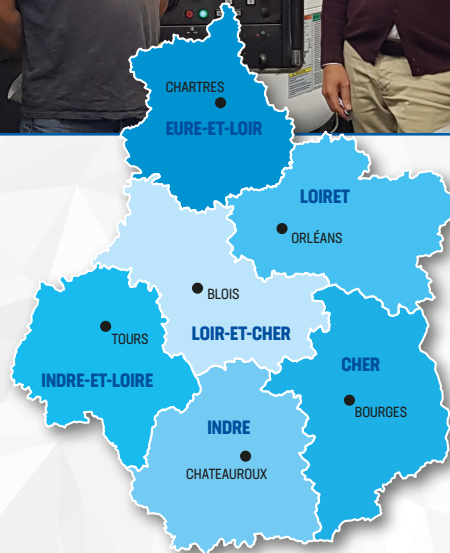 CHARTRES
EURE-ET-LOIR
LOIRET
ORLÉANS
BLOIS
LOIR-ET-CHER
TOURS
INDRE-ET-LOIRE
CHER
BOURGES
INDRE
CHATEAUROUX